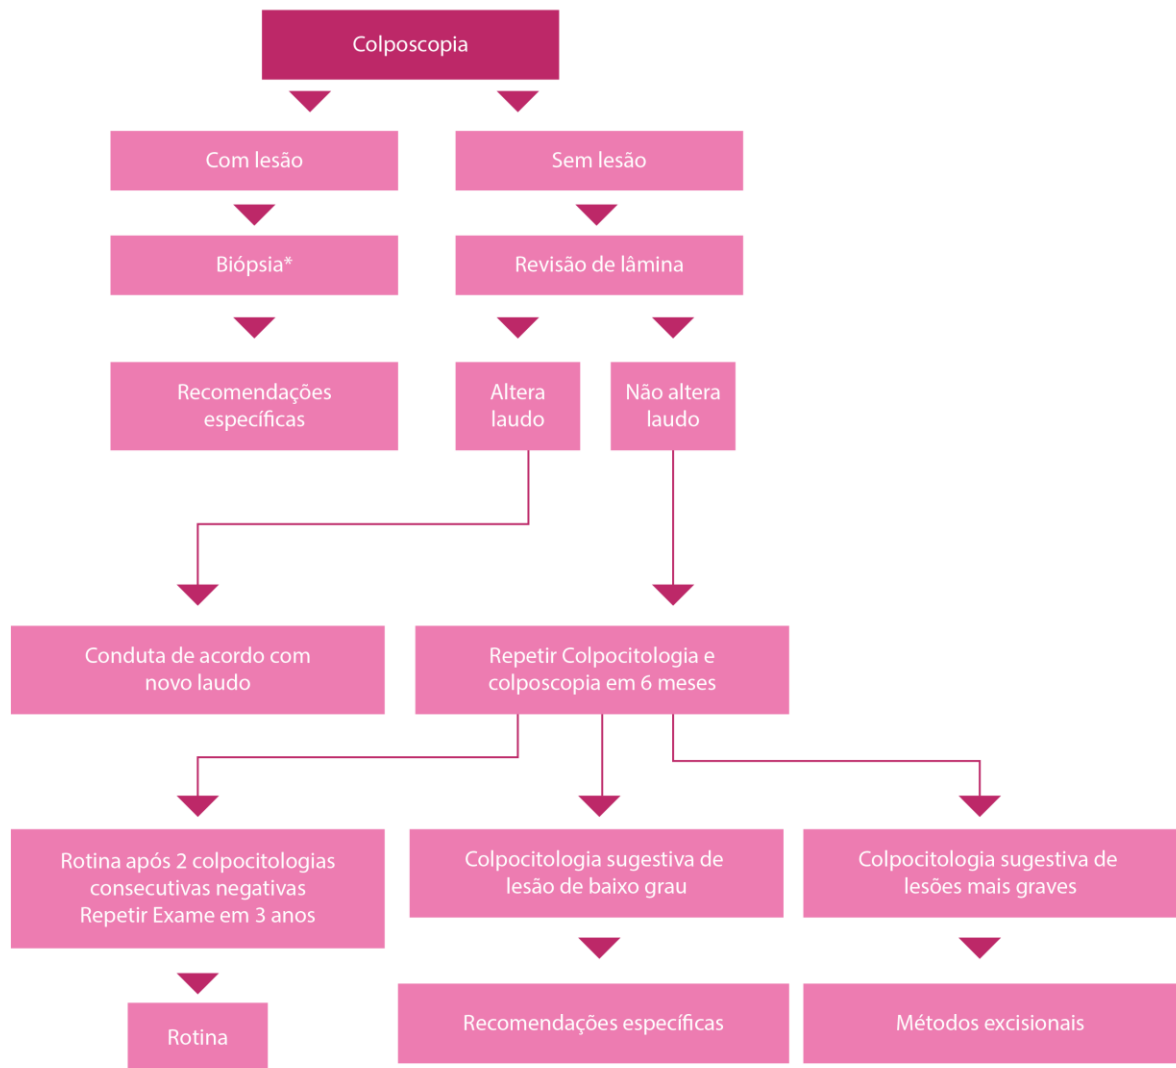 Colposcopia
Com lesão
Sem lesão
Biópsia*
Revisão de lâmina
Recomendações
específicas
Altera
laudo
Não altera
laudo
Conduta de acordo com
novo laudo
Repetir Colpocitologia e
colposcopia em 6 meses
Rotina após 2 colpocitologias
consecutivas negativas
Repetir Exame em 3 anos
Colpocitologia sugestiva de
lesão de baixo grau
Colpocitologia sugestiva de
lesões mais graves
Rotina
Recomendações específicas
Métodos excisionais